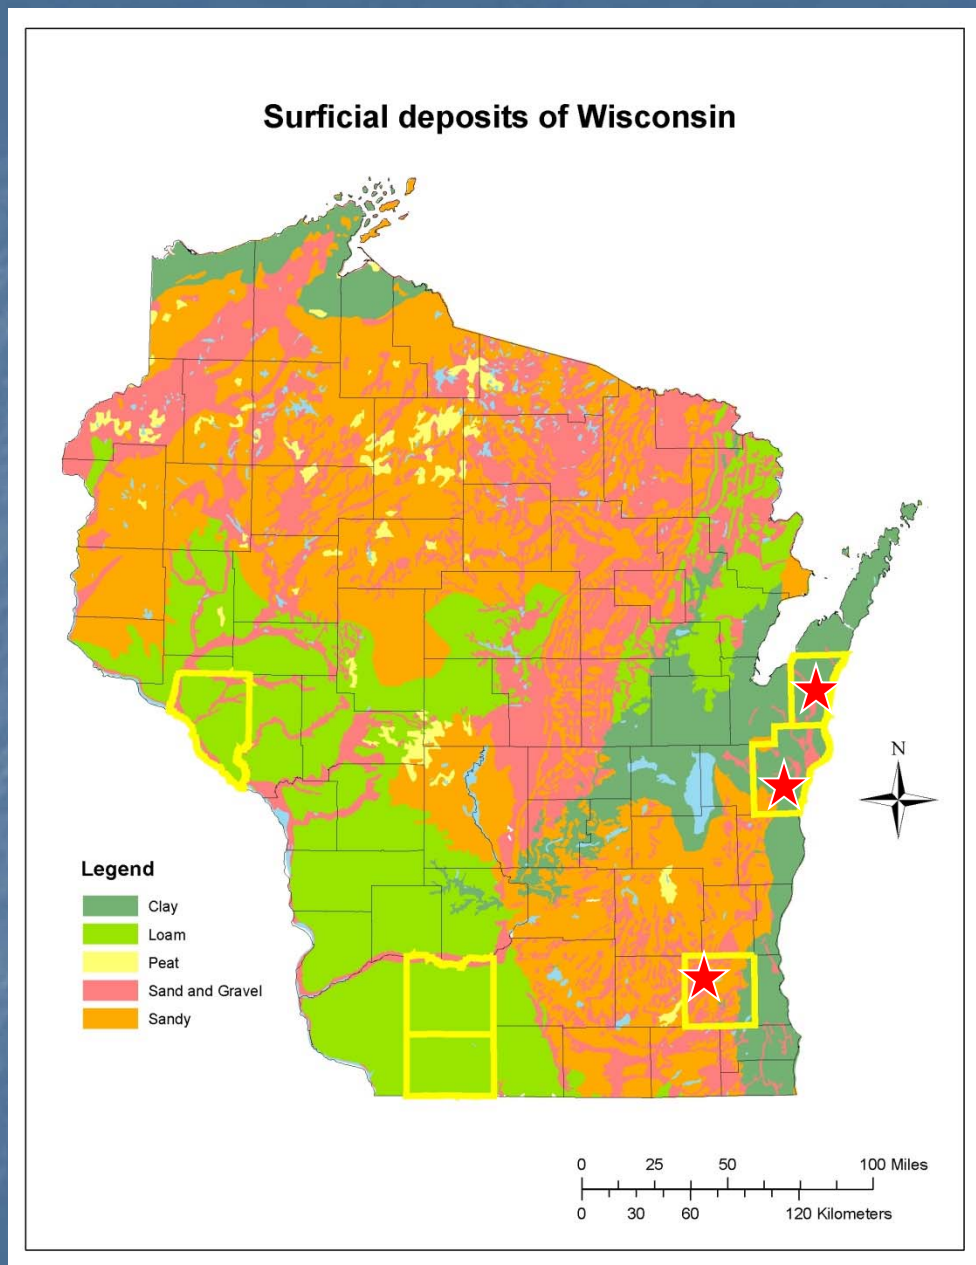 Surficial deposits of Wisconsin
N
Legend
Clay
Loam
Peat
Sand and Gravel
Sandy
0 25 50 100 Miles
0 30 60 120 Kilometers